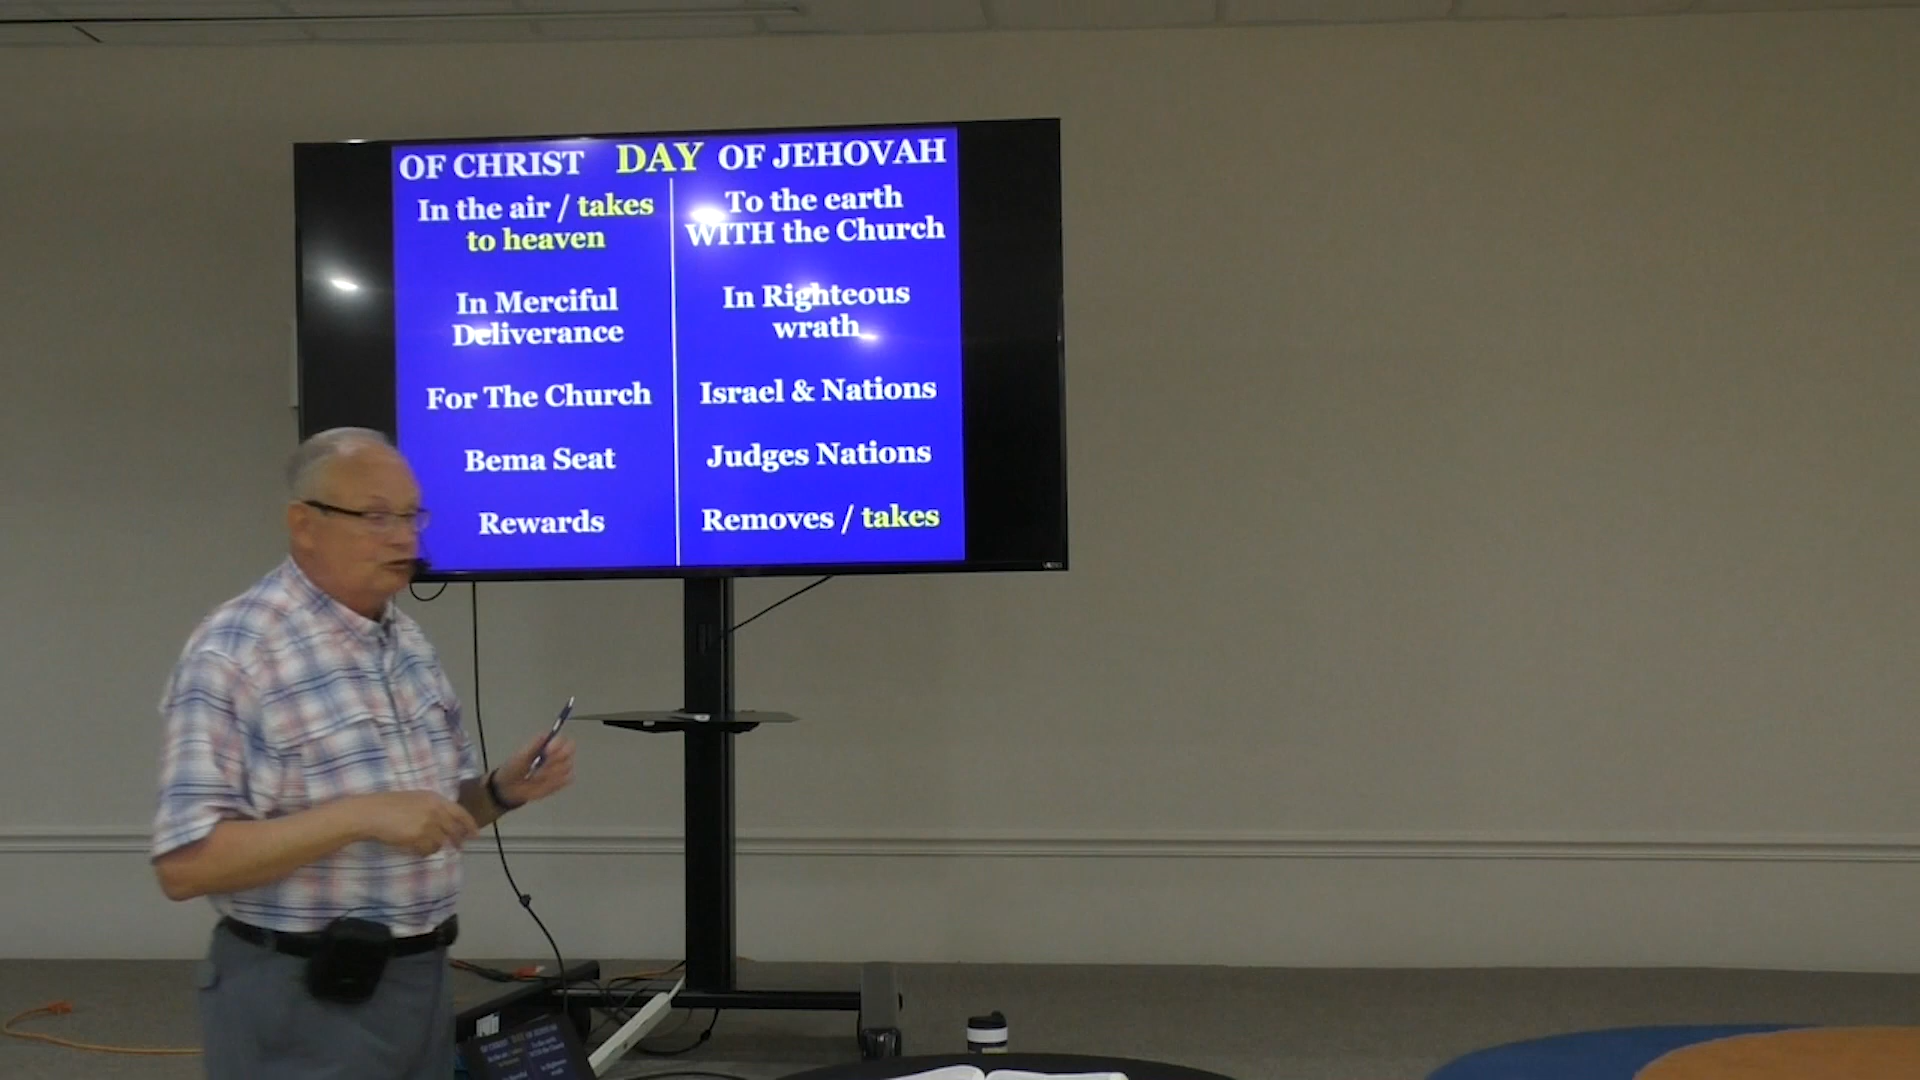 OF CHRIST DAY OF JEHOVAH
In the air / takes
to heaven
In Merciful
Deliverance
For The Church
Bema Seat
Rewards
To the earth
WITH the Church
In Righteous
wrath
Israel & Nations
Judges Nations
Removes / takes